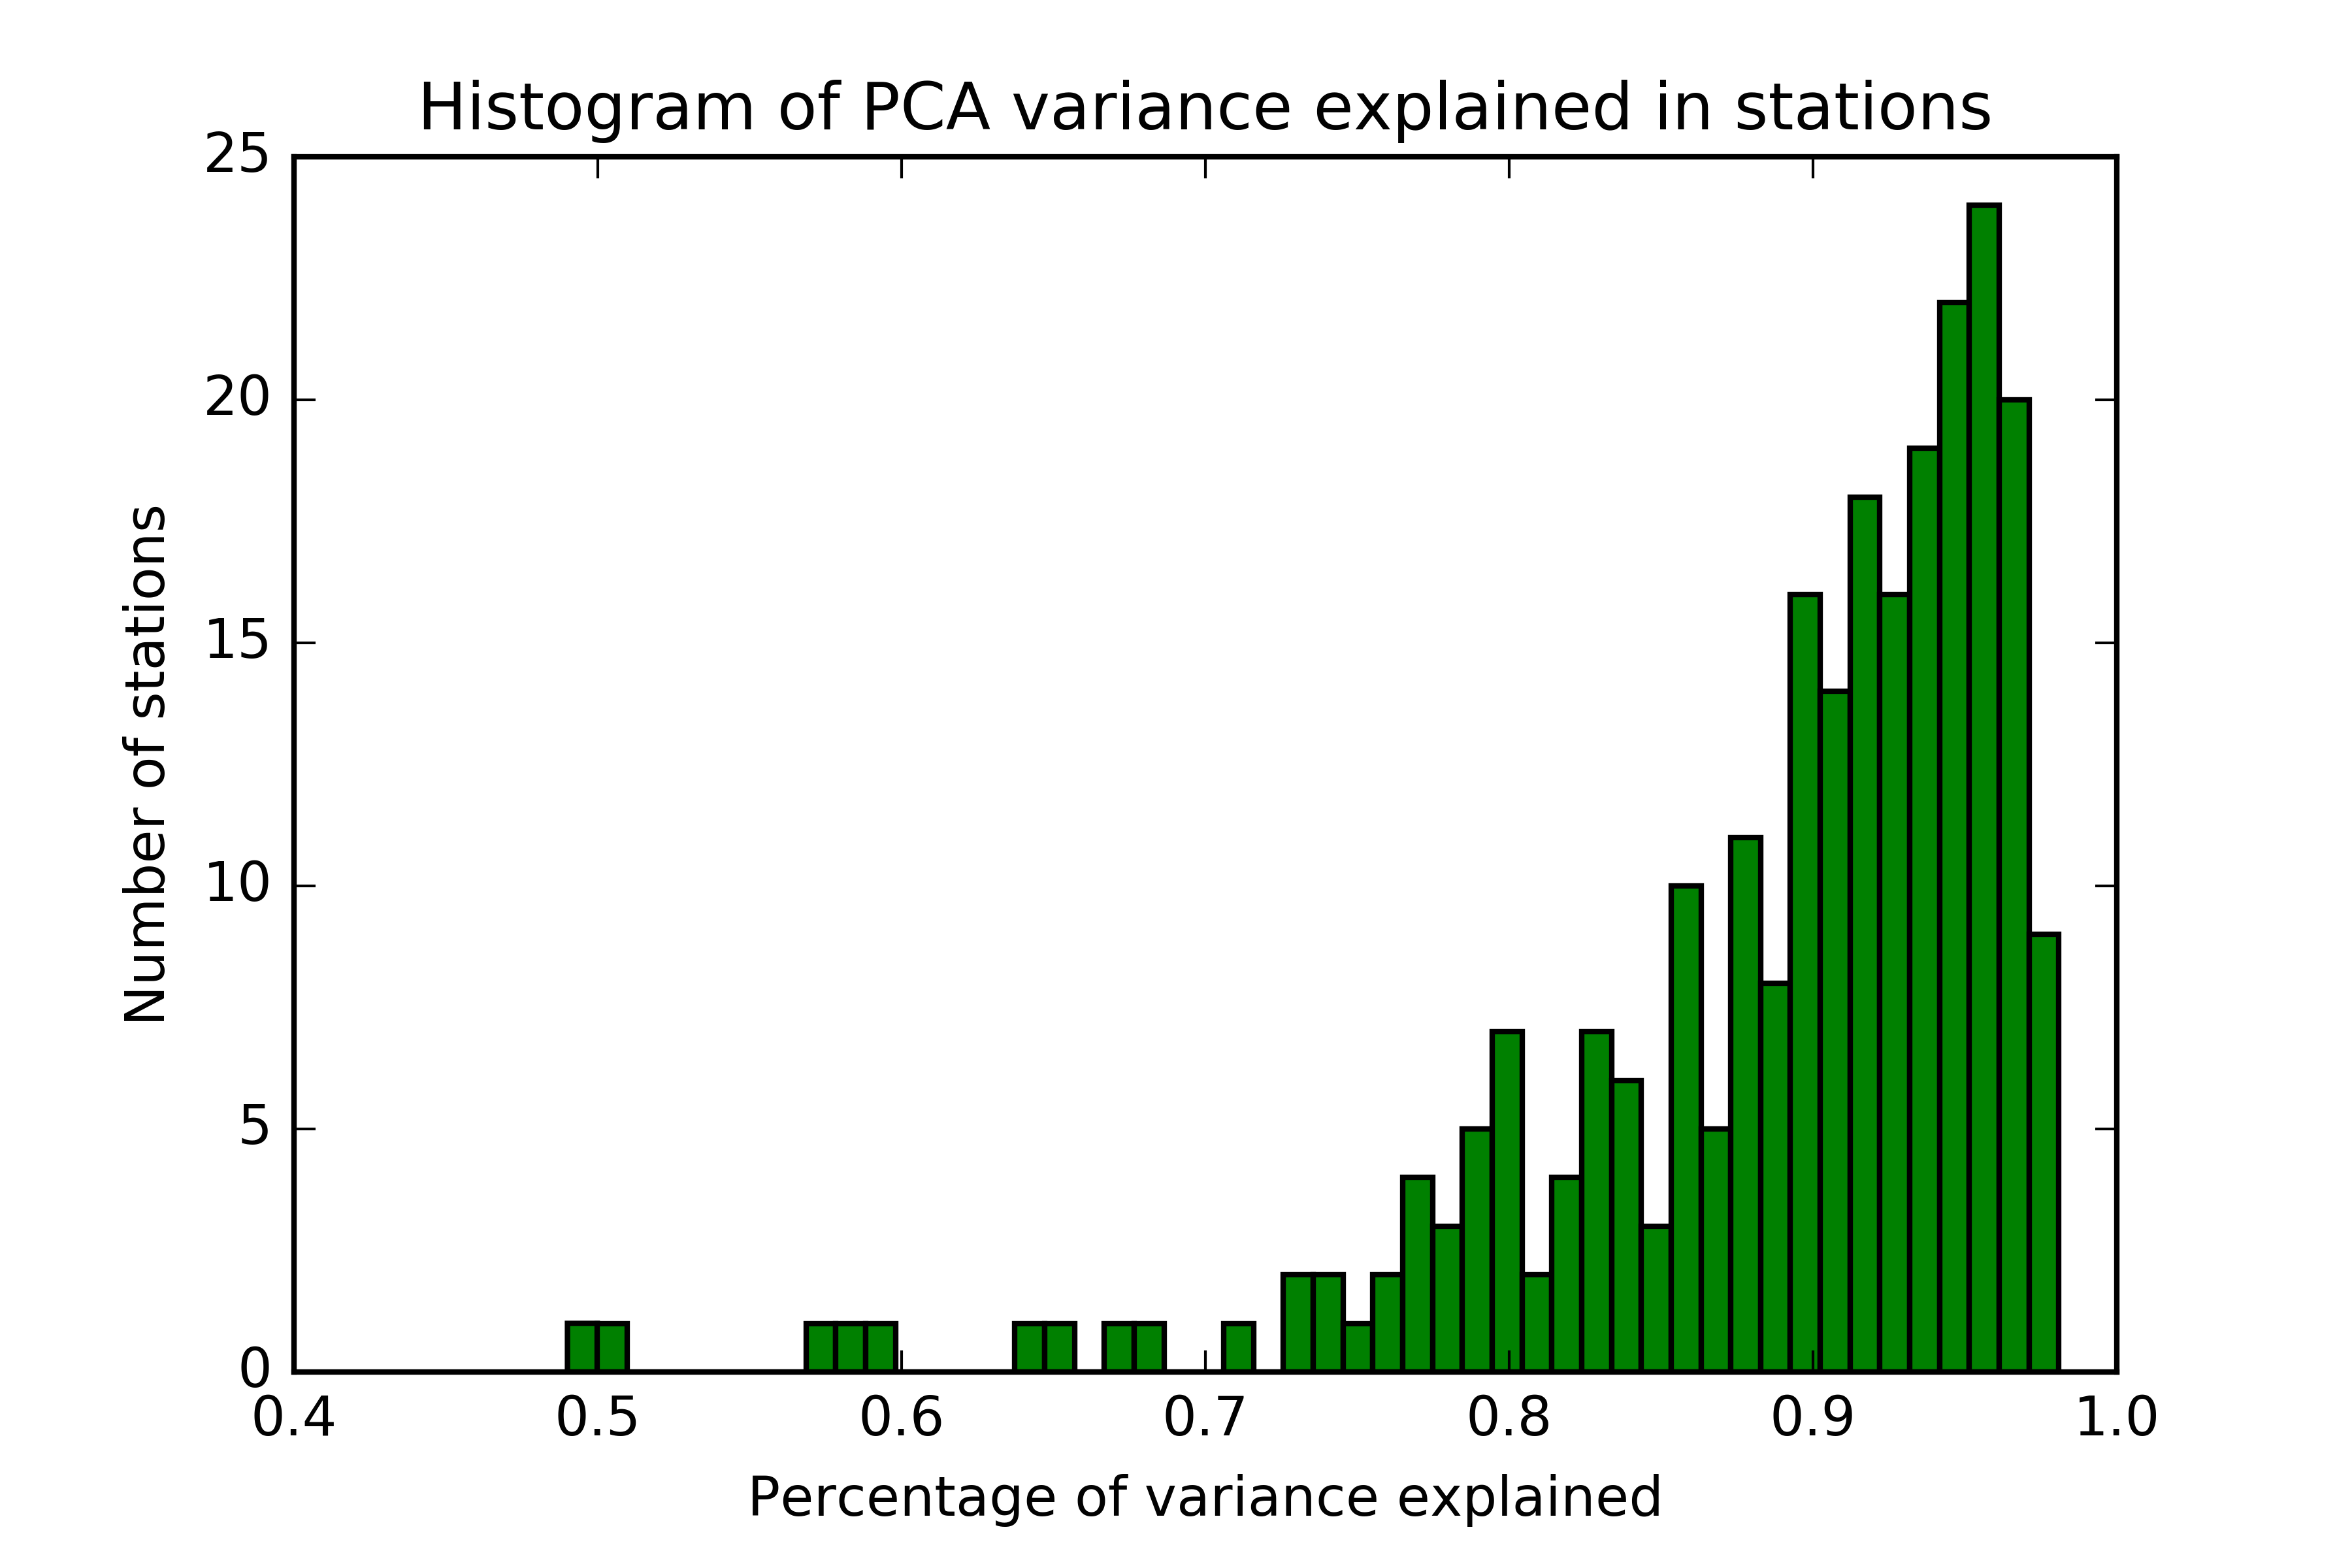 Histogram of PCA variance explained in stations
25
20
15
10
5
0
Number of stations
0.4 0.5 0.6 0.7 0.8 0.9 1.0
Percentage of variance explained